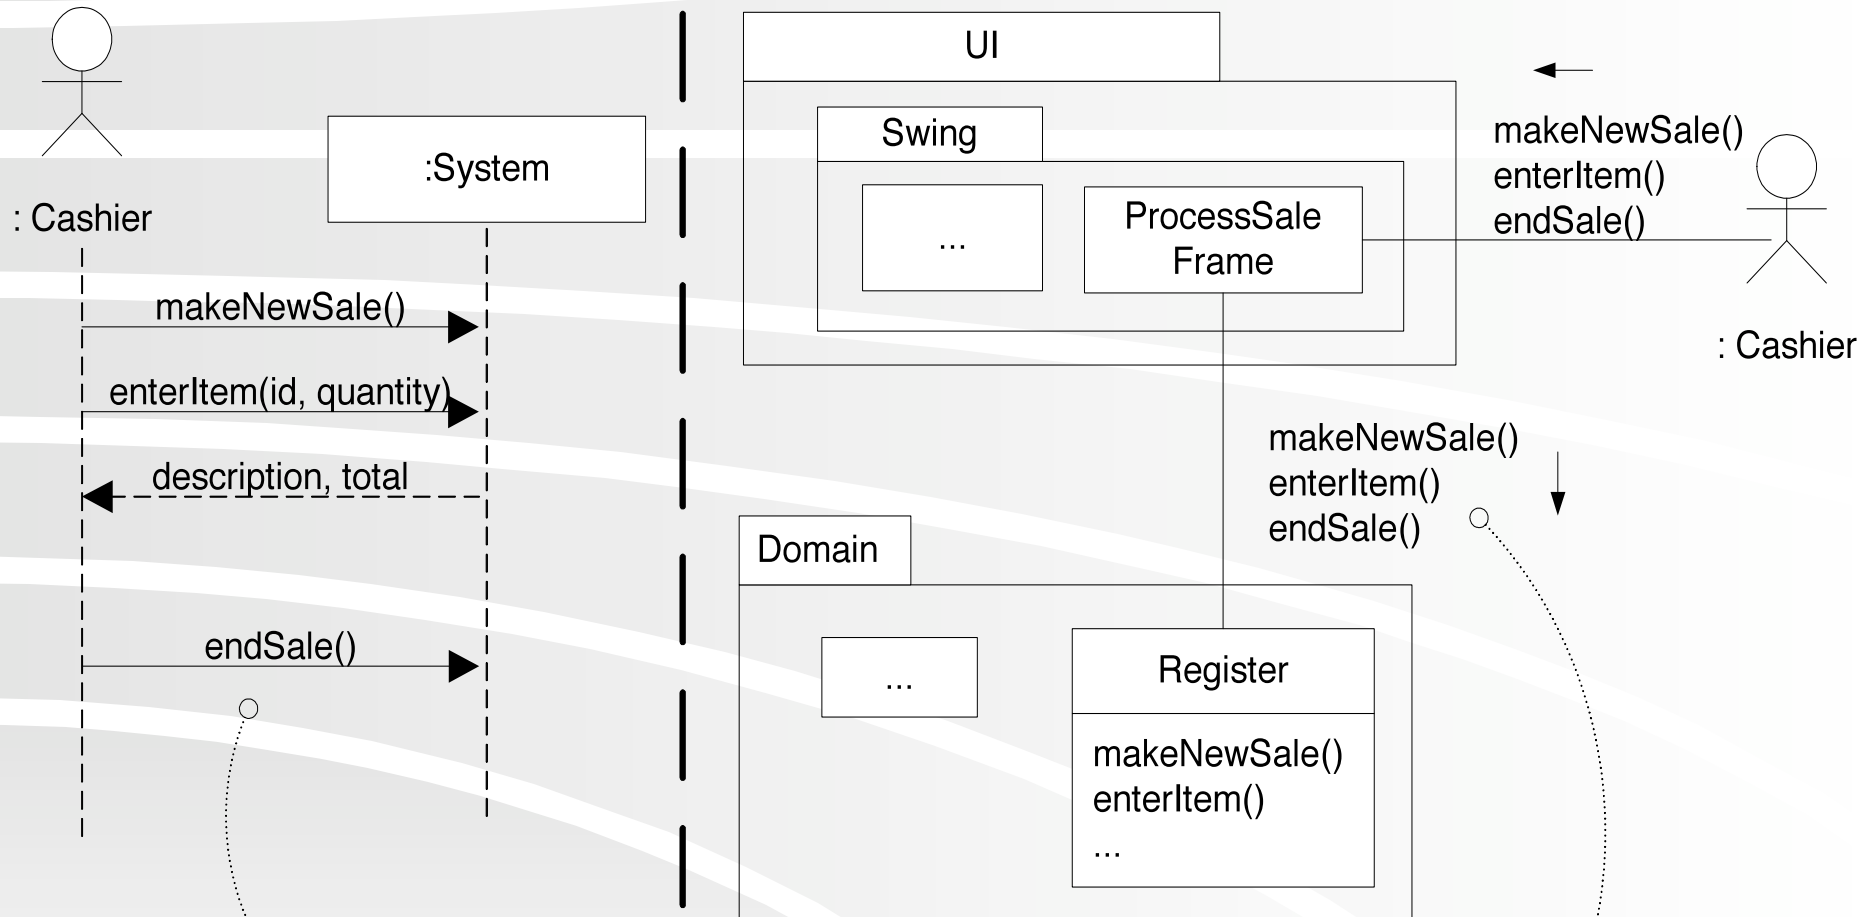 : Cashier
:System
makeNewSale()
enterItem(id, quantity)
description, total
endSale()
UI
Swing
...
ProcessSale
Frame
makeNewSale()
enterItem()
endSale()
: Cashier
makeNewSale()
enterItem()
endSale()
Domain
...
Register
makeNewSale()
enterItem()
...